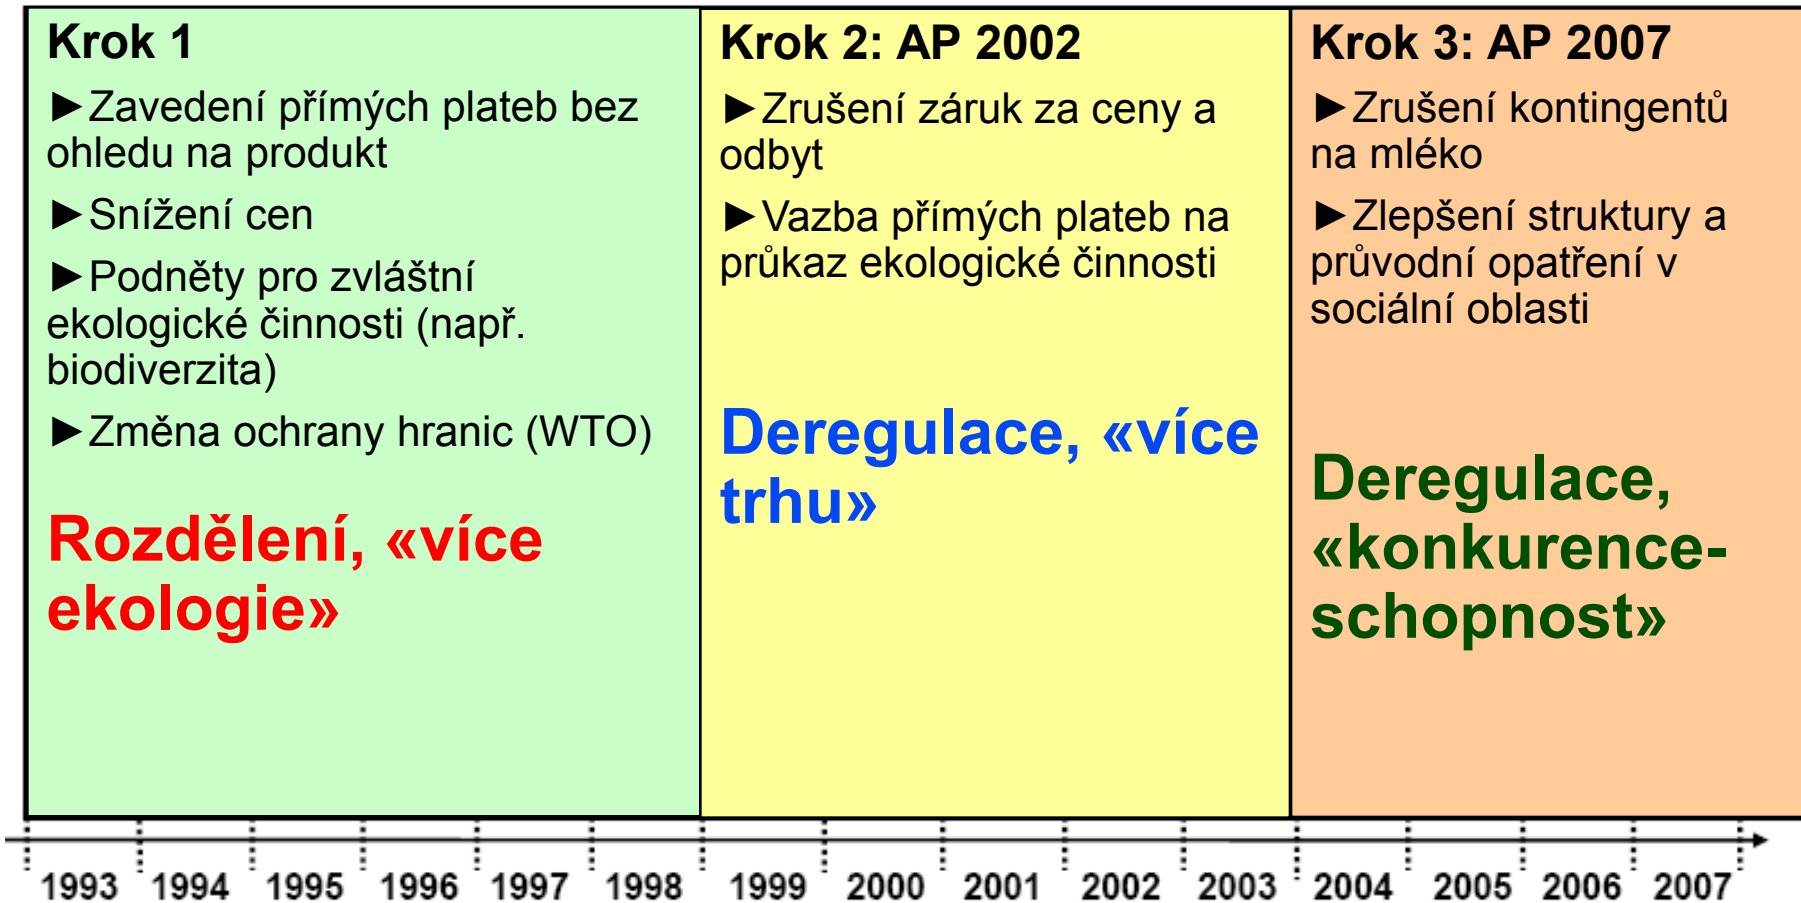 Krok 1
►Zavedení přímých plateb bez
ohledu na produkt
►Snížení cen
►Podněty pro zvláštní
ekologické činnosti (např.
biodiverzita)
►Změna ochrany hranic (WTO)
Rozdělení, «více
ekologie»
Krok 2: AP 2002
►Zrušení záruk za ceny a
odbyt
►Vazba přímých plateb na
průkaz ekologické činnosti
Deregulace, «více
trhu»
Krok 3: AP 2007
►Zrušení kontingentů
na mléko
►Zlepšení struktury a
průvodní opatření v
sociální oblasti
Deregulace,
«konkurence-
schopnost»
1993 1994 1995 1996 1997 1998 1999 2000 2001 2002 2003 2004 2005 2006 2007